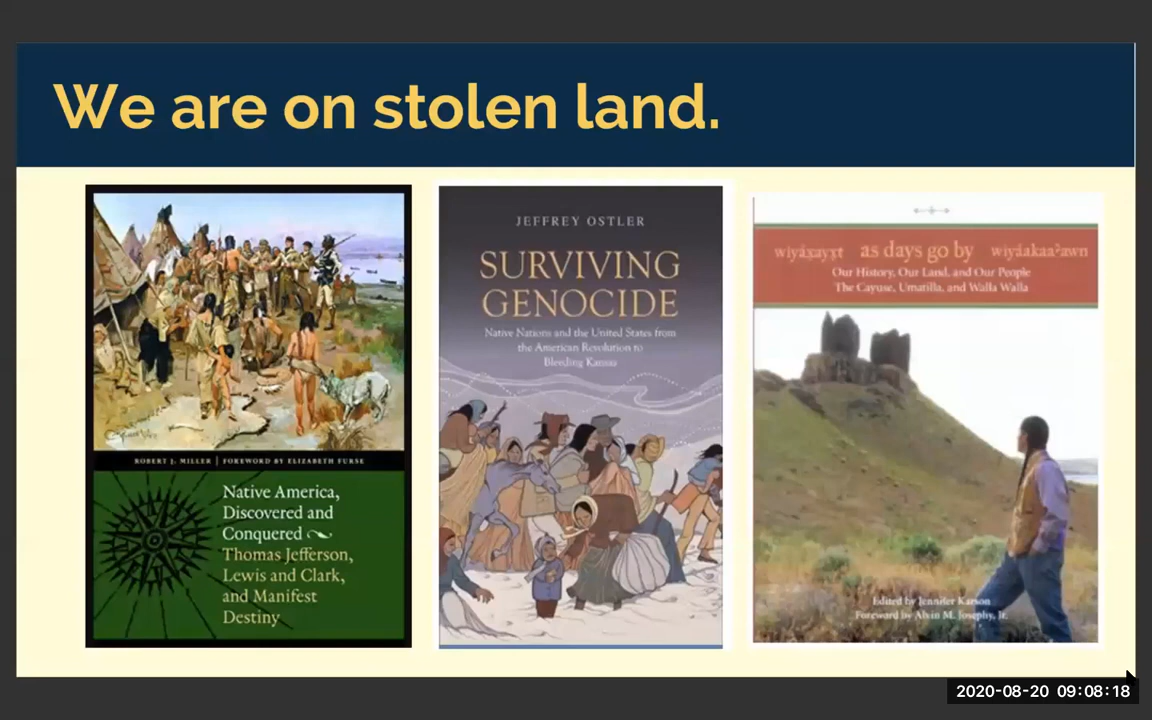 We are on stolen land.
ROBERT J. MILLER | FOREWORD BY ELIZABETH FURSE
Native America,
Discovered and
Conquered
Thomas Jefferson,
Lewis and Clark,
and Manifest
Destiny
JEFFREY OSTLER
SURVIVING
GENOCIDE
Native Nations and the United States from
the American Revolution to
Bleeding Kansas
wiyáx̣ayx̣t as days go by wiyáakaaʔawn
Our History, Our Land, and Our People
The Cayuse, Umatilla, and Walla Walla
Edited by Jennifer Karson
Foreword by Alvin M. Josephy, Jr.
2020-08-20 09:08:18